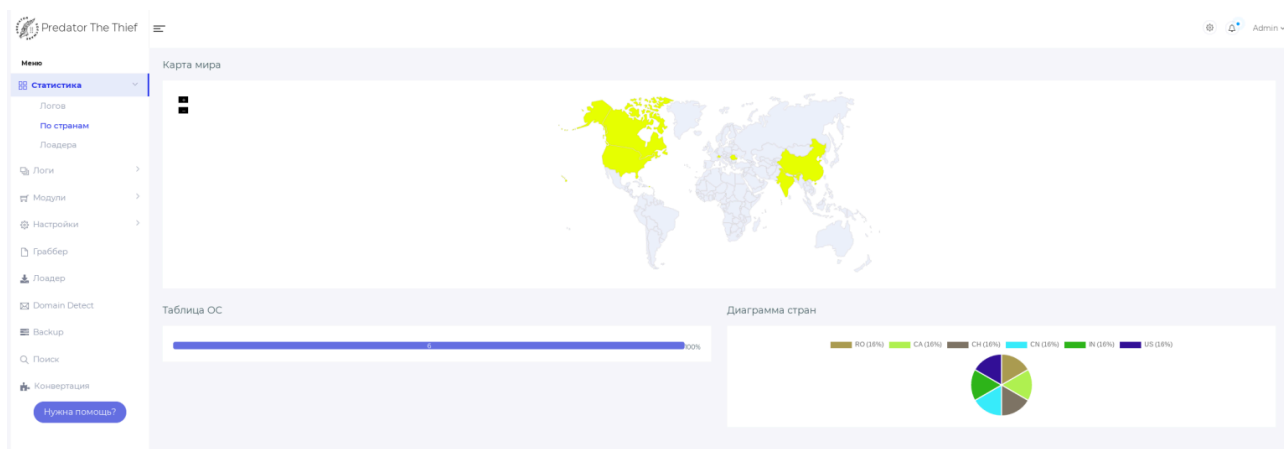 Predator The Thief
Admin
Меню
Статистика
Логов
По странам
Лоадера
Логи
Модули
Настройки
Граббер
Лоадер
Domain Detect
Backup
Поиск
Конвертация
Нужна помощь?
Карта мира
+
-
Таблица ОС
6 100%
Диаграмма стран
RO (16%) CA (16%) CH (16%) CN (16%) IN (16%) US (16%)